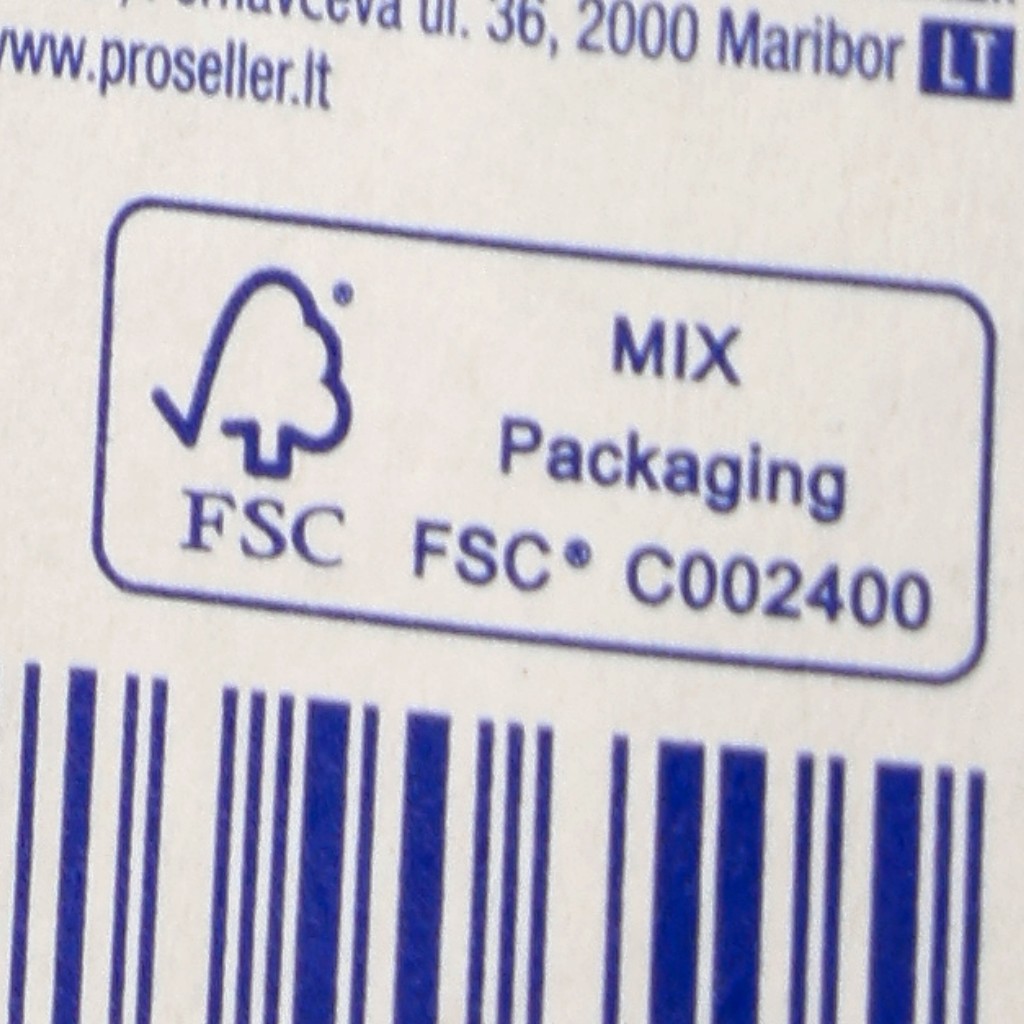 ul. 36, 2000 Maribor LT
www.proseller.lt
®
MIX
Packaging
FSC FSC® C002400